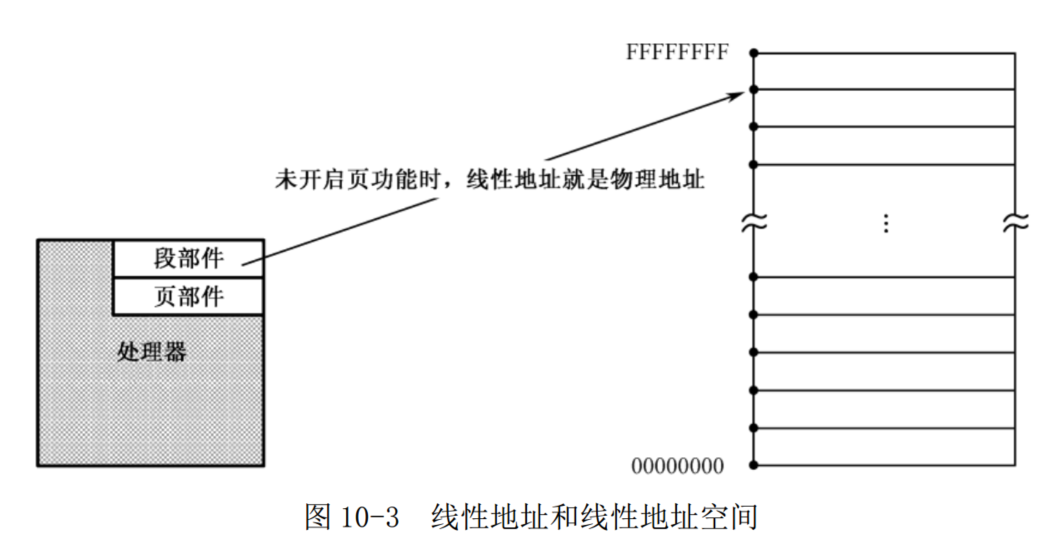 FFFFFFFF
未开启页功能时，线性地址就是物理地址
段部件
页部件
处理器
⋮
00000000
图 10-3 线性地址和线性地址空间